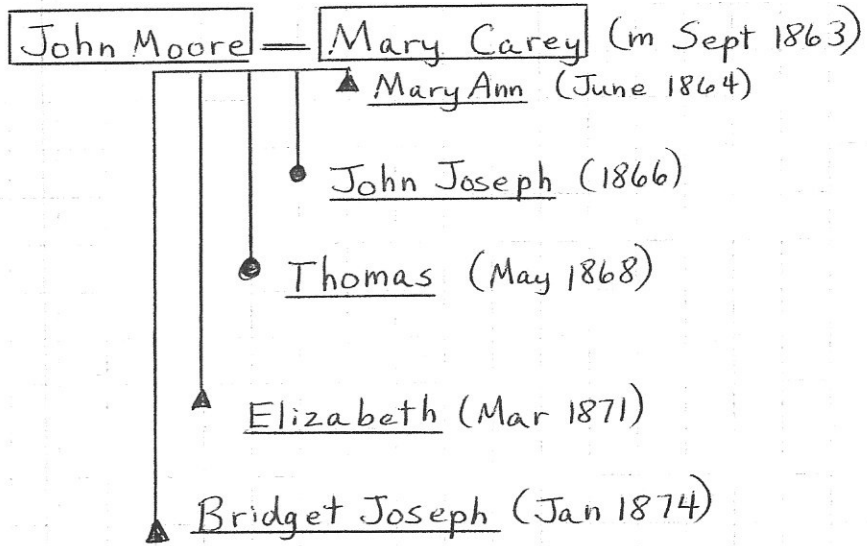 John Moore = Mary Carey (m Sept 1863)
Mary Ann (June 1864)
John Joseph (1866)
Thomas (May 1868)
Elizabeth (Mar 1871)
Bridget Joseph (Jan 1874)